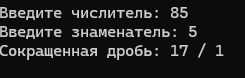 Введите числитель: 85
Введите знаменатель: 5
Сокращенная дробь: 17 / 1